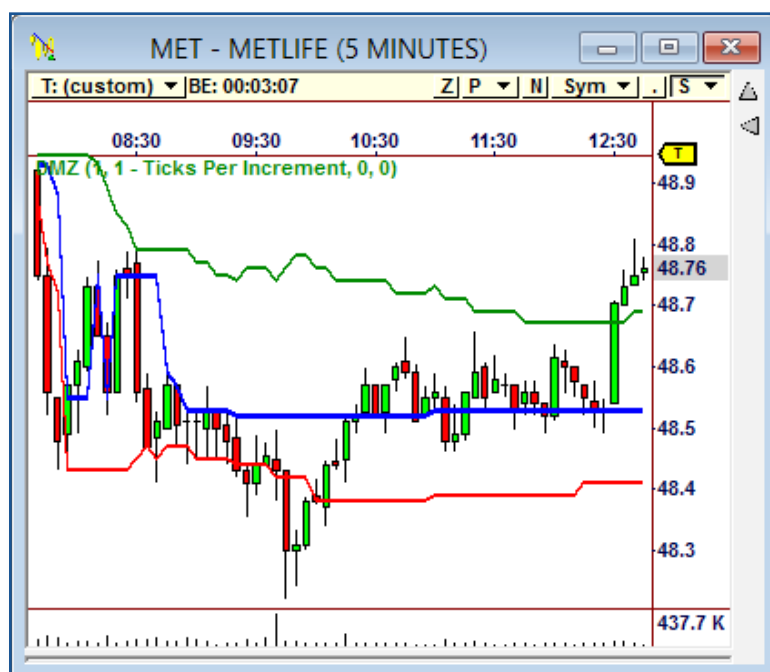 MET - METLIFE (5 MINUTES)
T: (custom) BE: 00:03:07 Z P N Sym . S
08:30 09:30 10:30 11:30 12:30
T
(1, 1 - Ticks Per Increment, 0, 0)
48.9
48.8
48.76
48.7
48.6
48.5
48.4
48.3
437.7 K